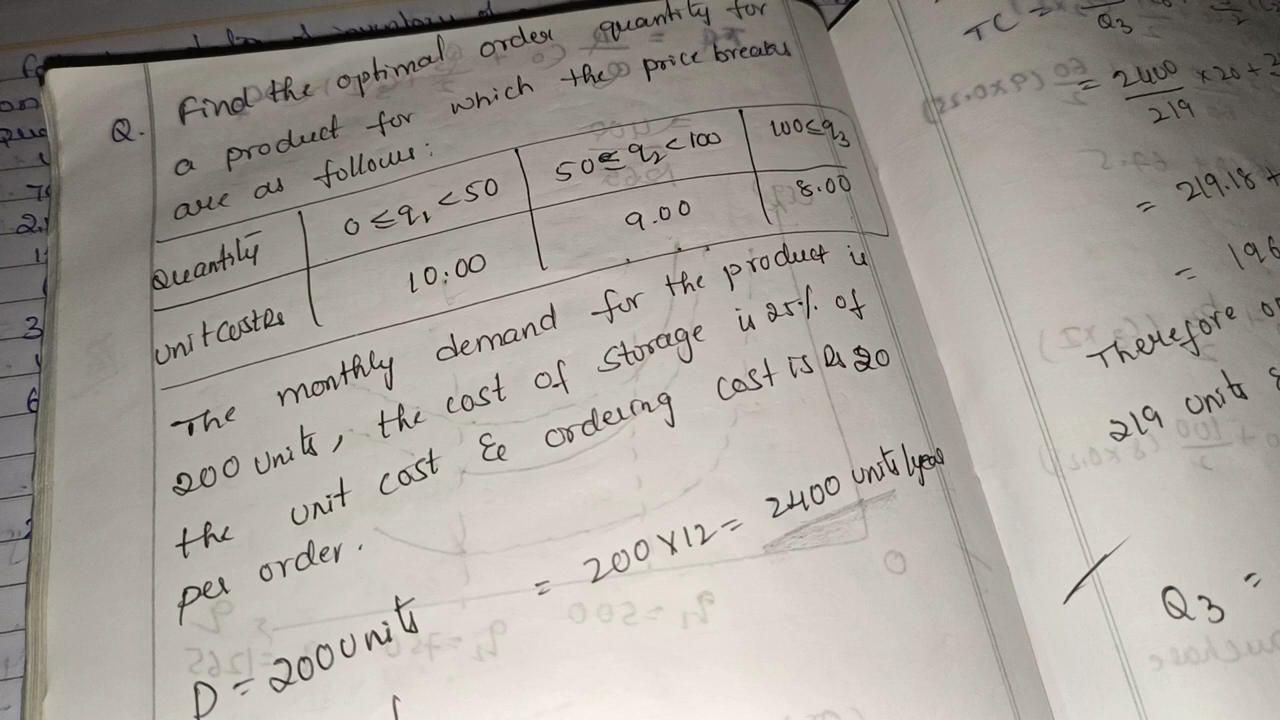 Q. Find the optimal order quantity for
a product for which the price breaks
are as follows:
Quantity 0 ≤ q₁ < 50 50 ≤ q₂ < 100 100 ≤ q₃
Unit cost Rs 10.00 9.00 8.00
The monthly demand for the product is
200 units, the cost of storage is 25% of
the unit cost & ordering cost is Rs 20
per order.
D = 200 units = 200 X 12 = 2400 units/year
TC =
Q3
= 2400/219 × 20 +
= 219.18 +
= 196
Therefore
219 units
Q3 =